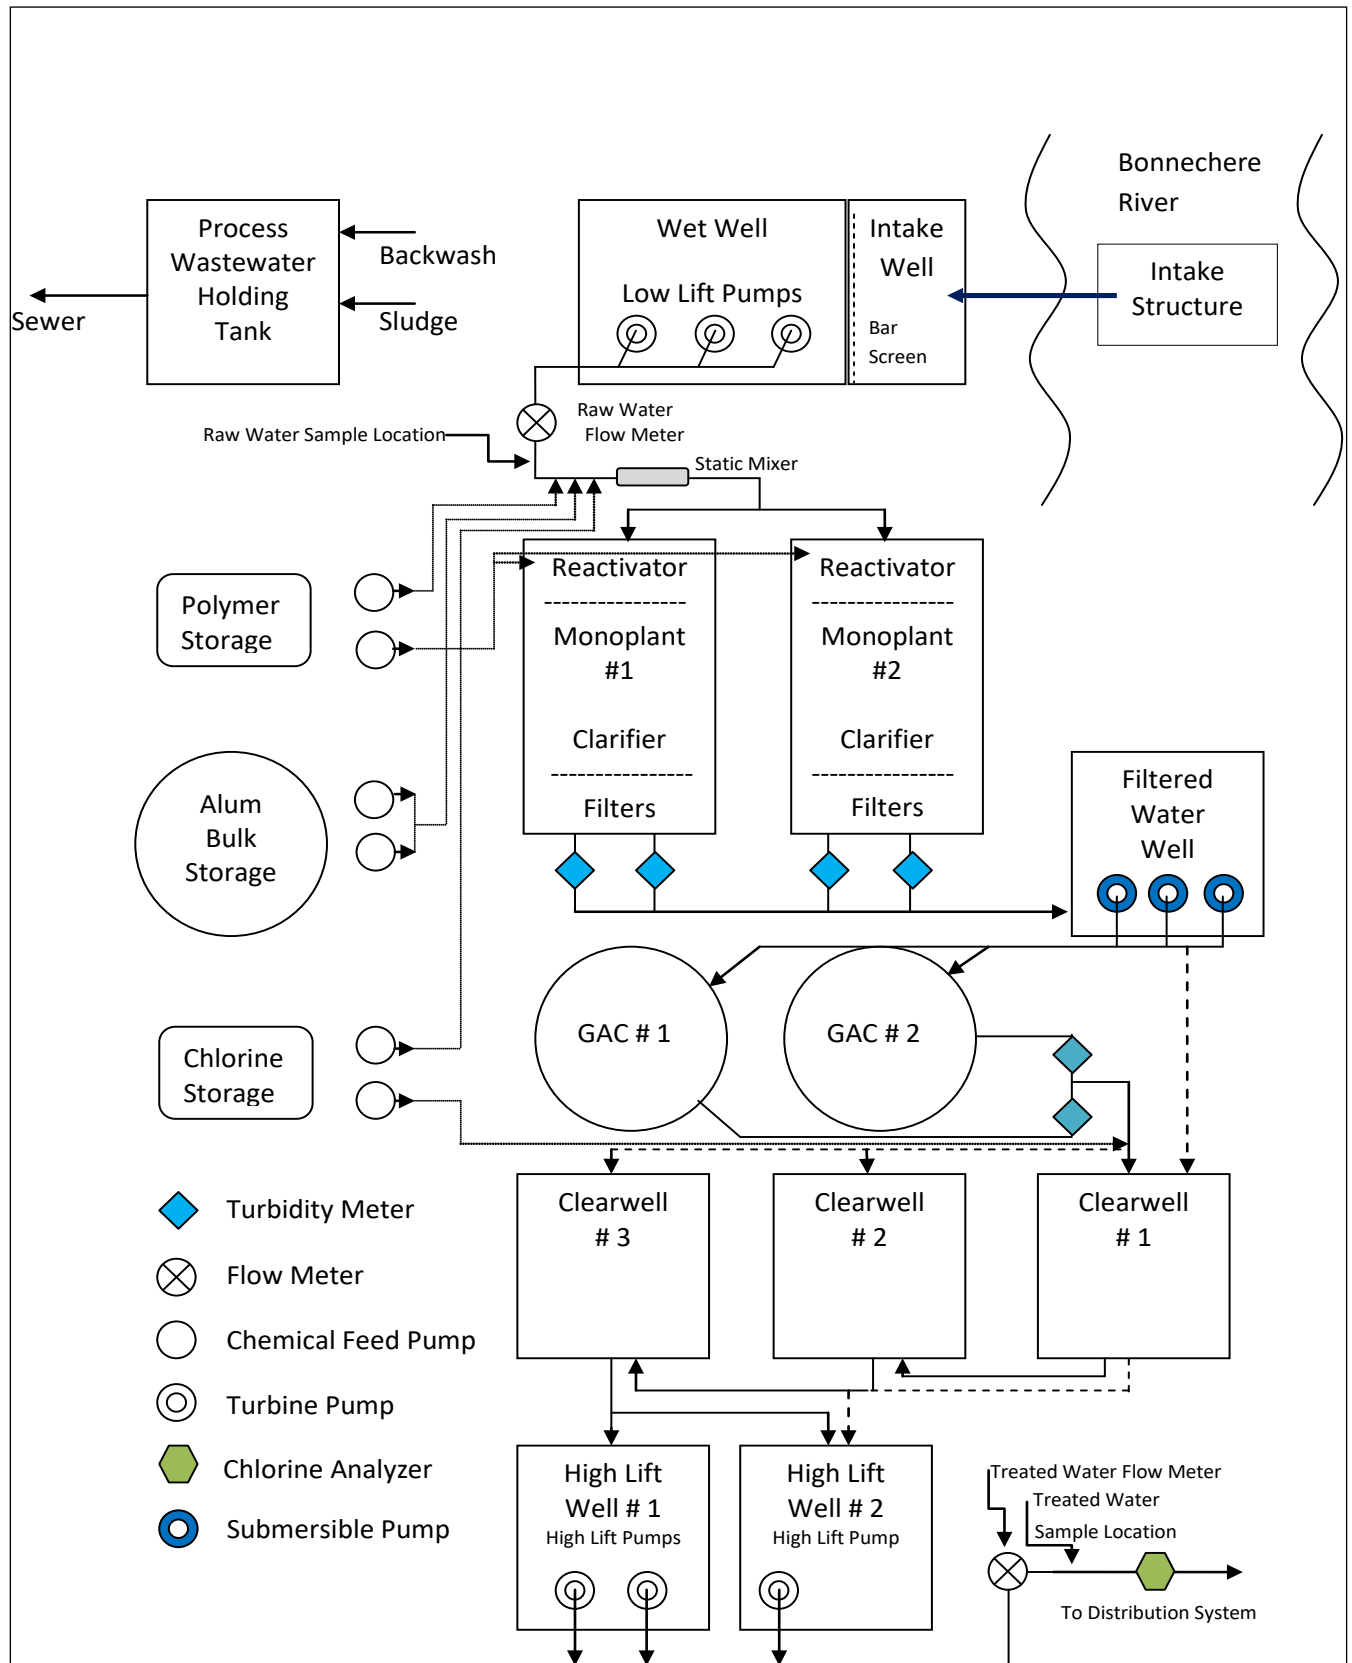 Bonnechere
River
Process
Wastewater
Holding
Tank
Backwash
Sludge
Sewer
Wet Well
Low Lift Pumps
Intake
Well
Bar
Screen
Intake
Structure
Raw Water
Flow Meter
Raw Water Sample Location
Static Mixer
Polymer
Storage
Reactivator
Monoplant
#1
Clarifier
Filters
Reactivator
Monoplant
#2
Clarifier
Filters
Alum
Bulk
Storage
Filtered
Water
Well
GAC # 1
GAC # 2
Chlorine
Storage
Clearwell
# 3
Clearwell
# 2
Clearwell
# 1
Turbidity Meter
Flow Meter
Chemical Feed Pump
Turbine Pump
Chlorine Analyzer
Submersible Pump
High Lift
Well # 1
High Lift Pumps
High Lift
Well # 2
High Lift Pump
Treated Water Flow Meter
Treated Water
Sample Location
To Distribution System